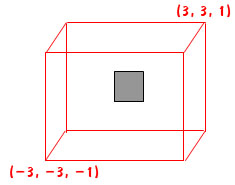 (3, 3, 1)
(-3, -3, -1)